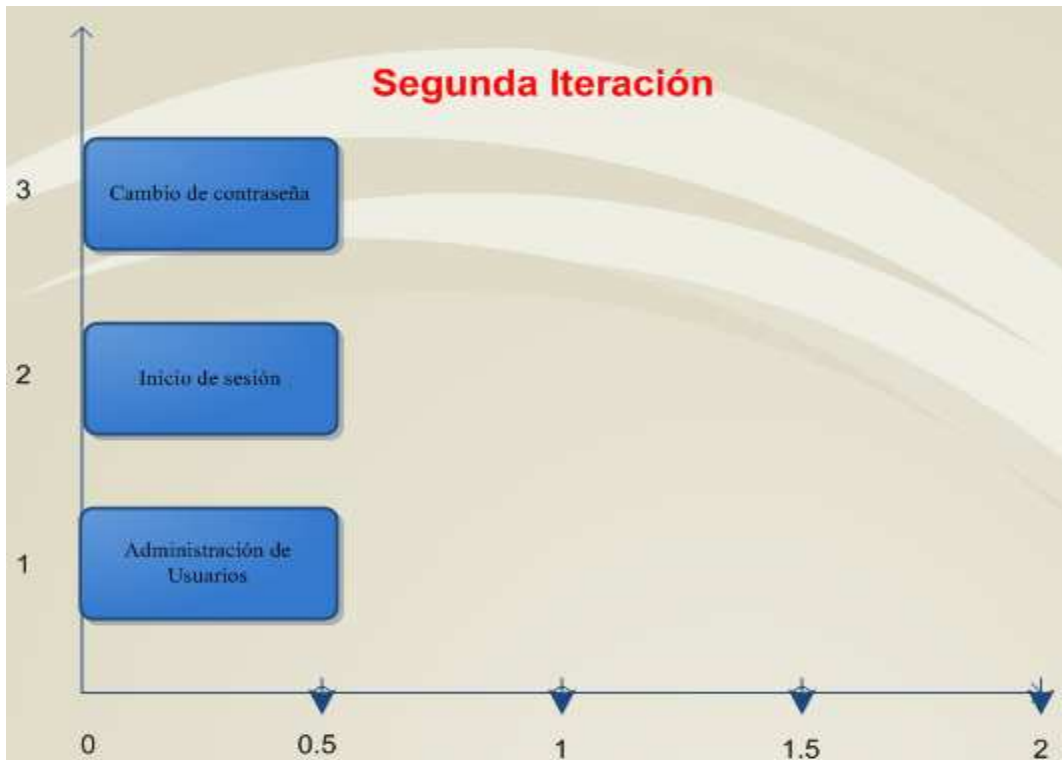 Segunda Iteración
3
Cambio de contraseña
2
Inicio de sesión
1
Administración de
Usuarios
0
0.5
1
1.5
2